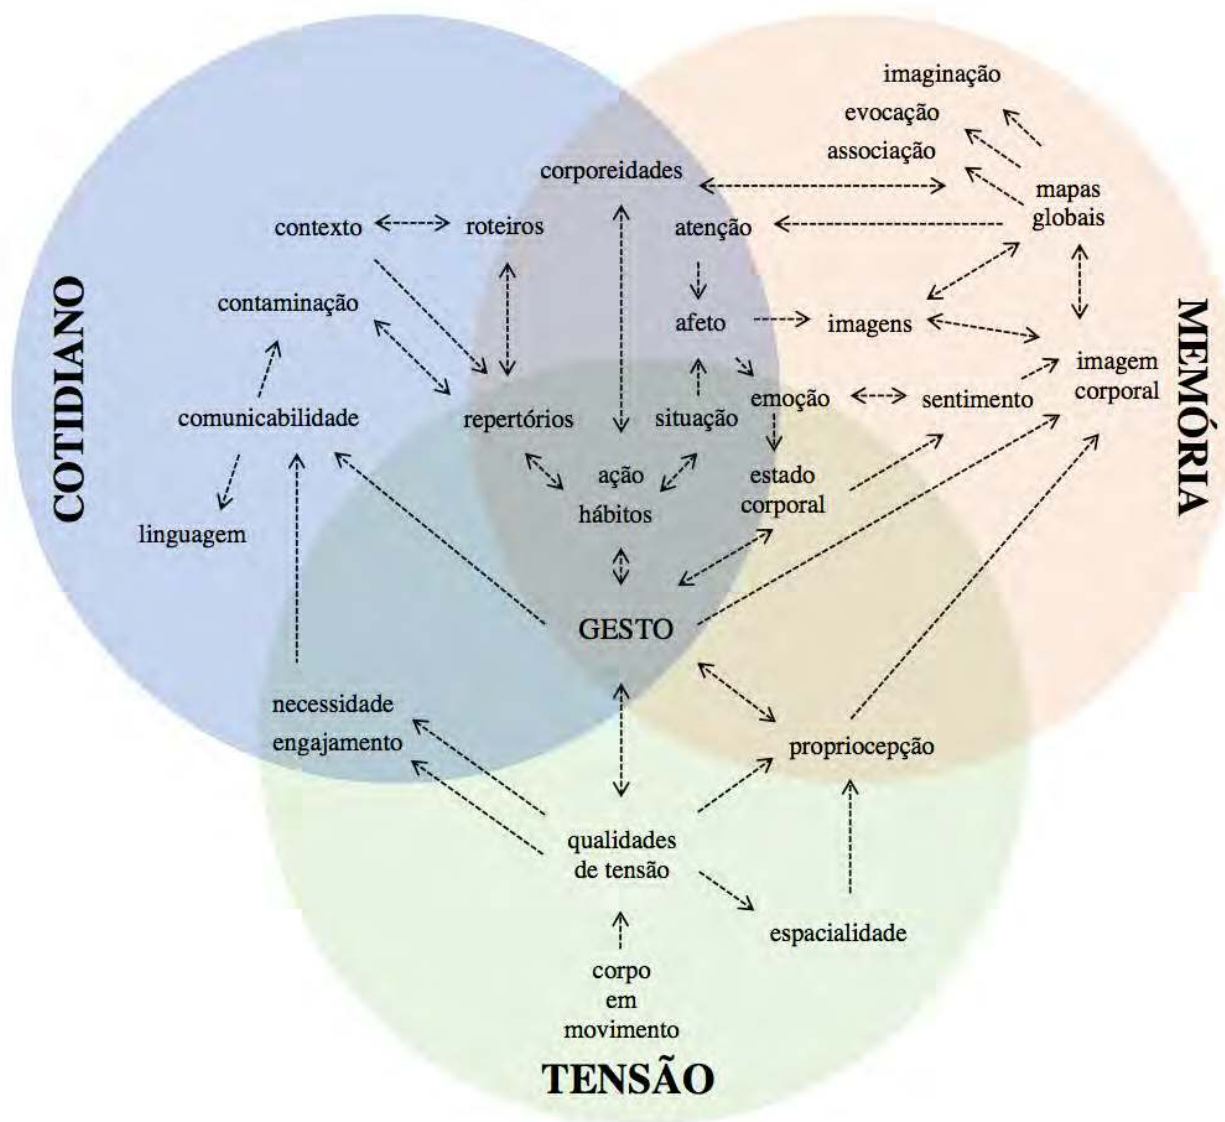 imaginação
evocação
associação
corporeidades
mapas
globais
contexto
roteiros
atenção
contaminação
afeto
imagens
imagem
corporal
COTIDIANO
MEMÓRIA
comunicabilidade
repertórios
situação
emoção
sentimento
ação
hábitos
estado
corporal
linguagem
GESTO
necessidade
engajamento
propriocepção
qualidades
de tensão
espacialidade
corpo
em
movimento
TENSÃO